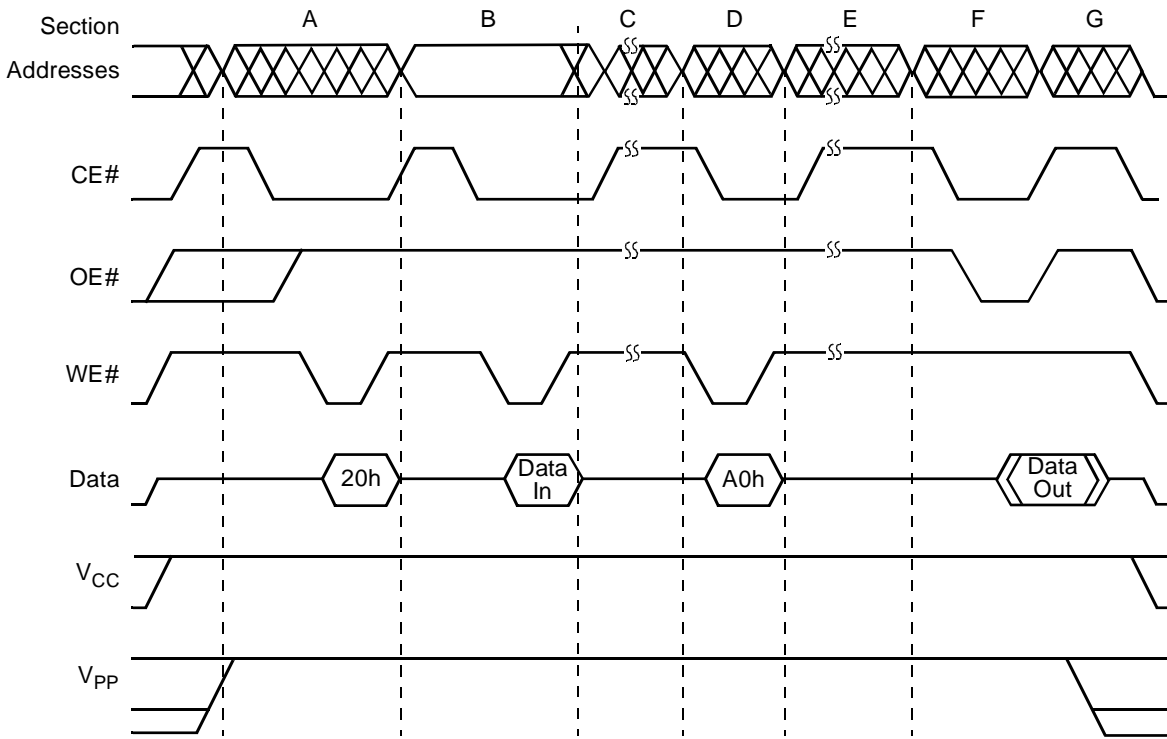 Section A B C D E F G
Addresses
CE#
OE#
WE#
Data 20h Data In A0h Data Out
VCC
VPP